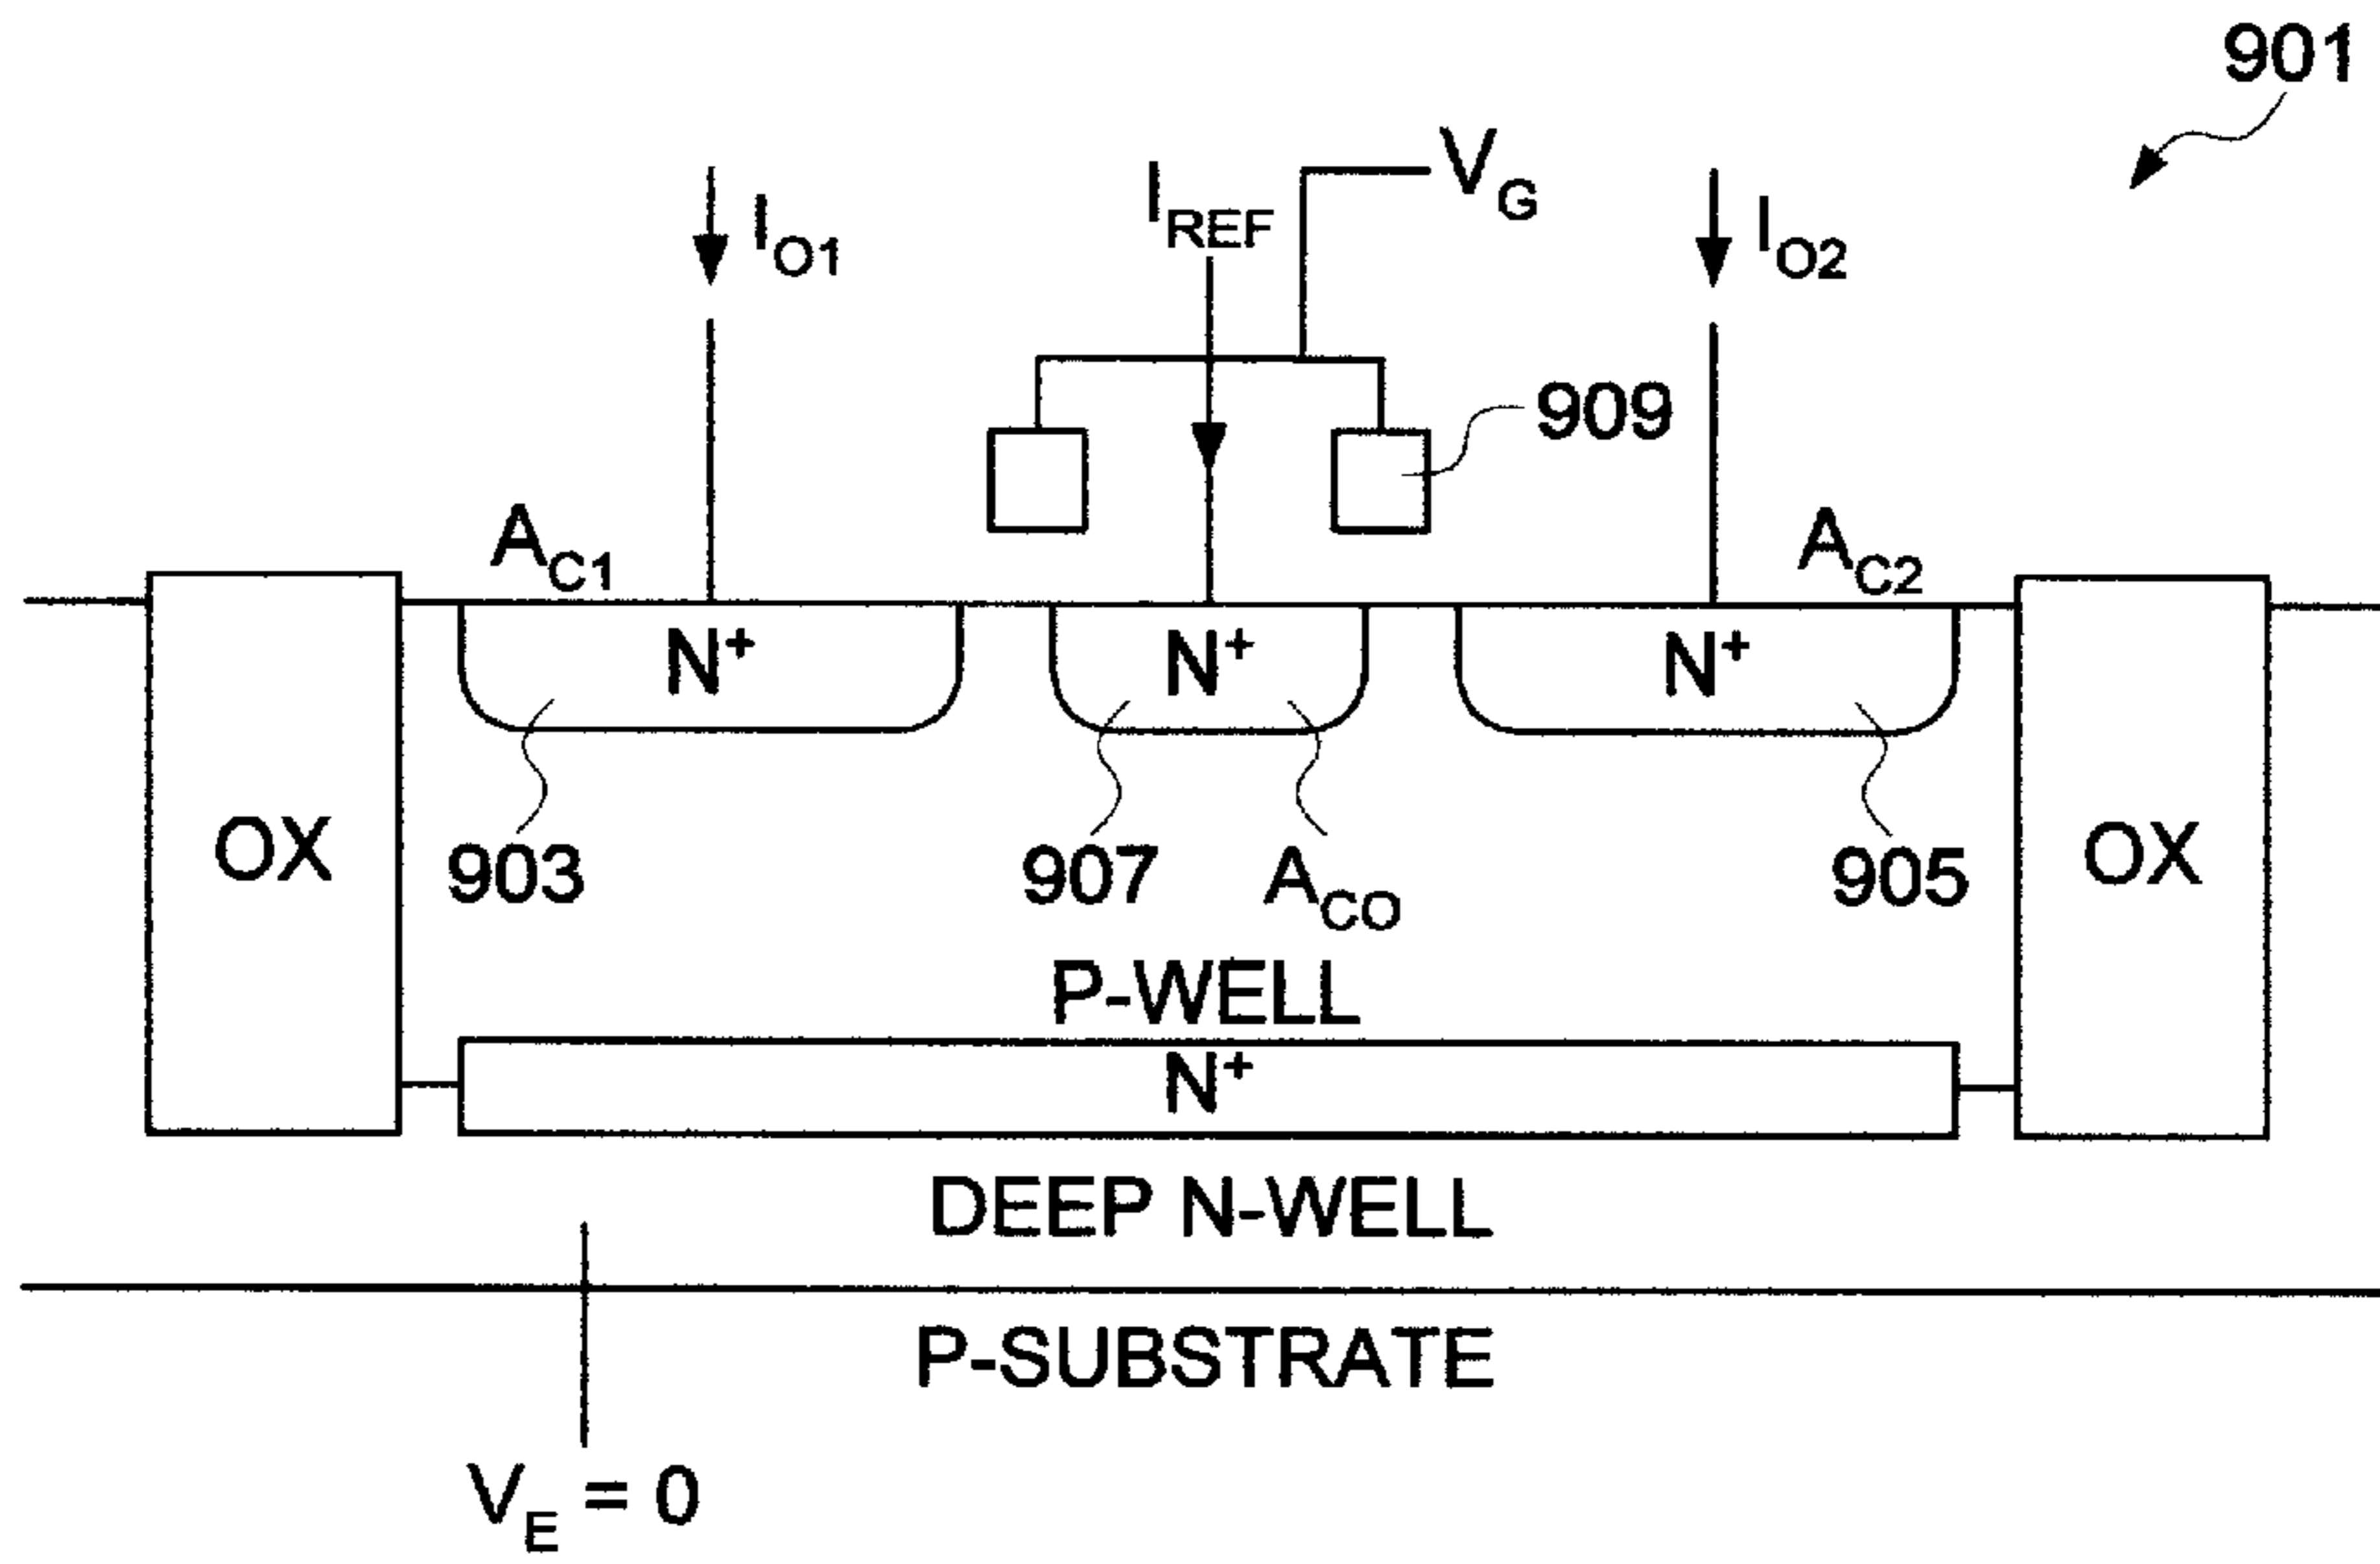 901
I_O1
I_REF
V_G
I_O2
909
A_C1
A_C2
N⁺
N⁺
N⁺
OX
903
907
A_CO
905
OX
P-WELL
N⁺
DEEP N-WELL
P-SUBSTRATE
V_E = 0